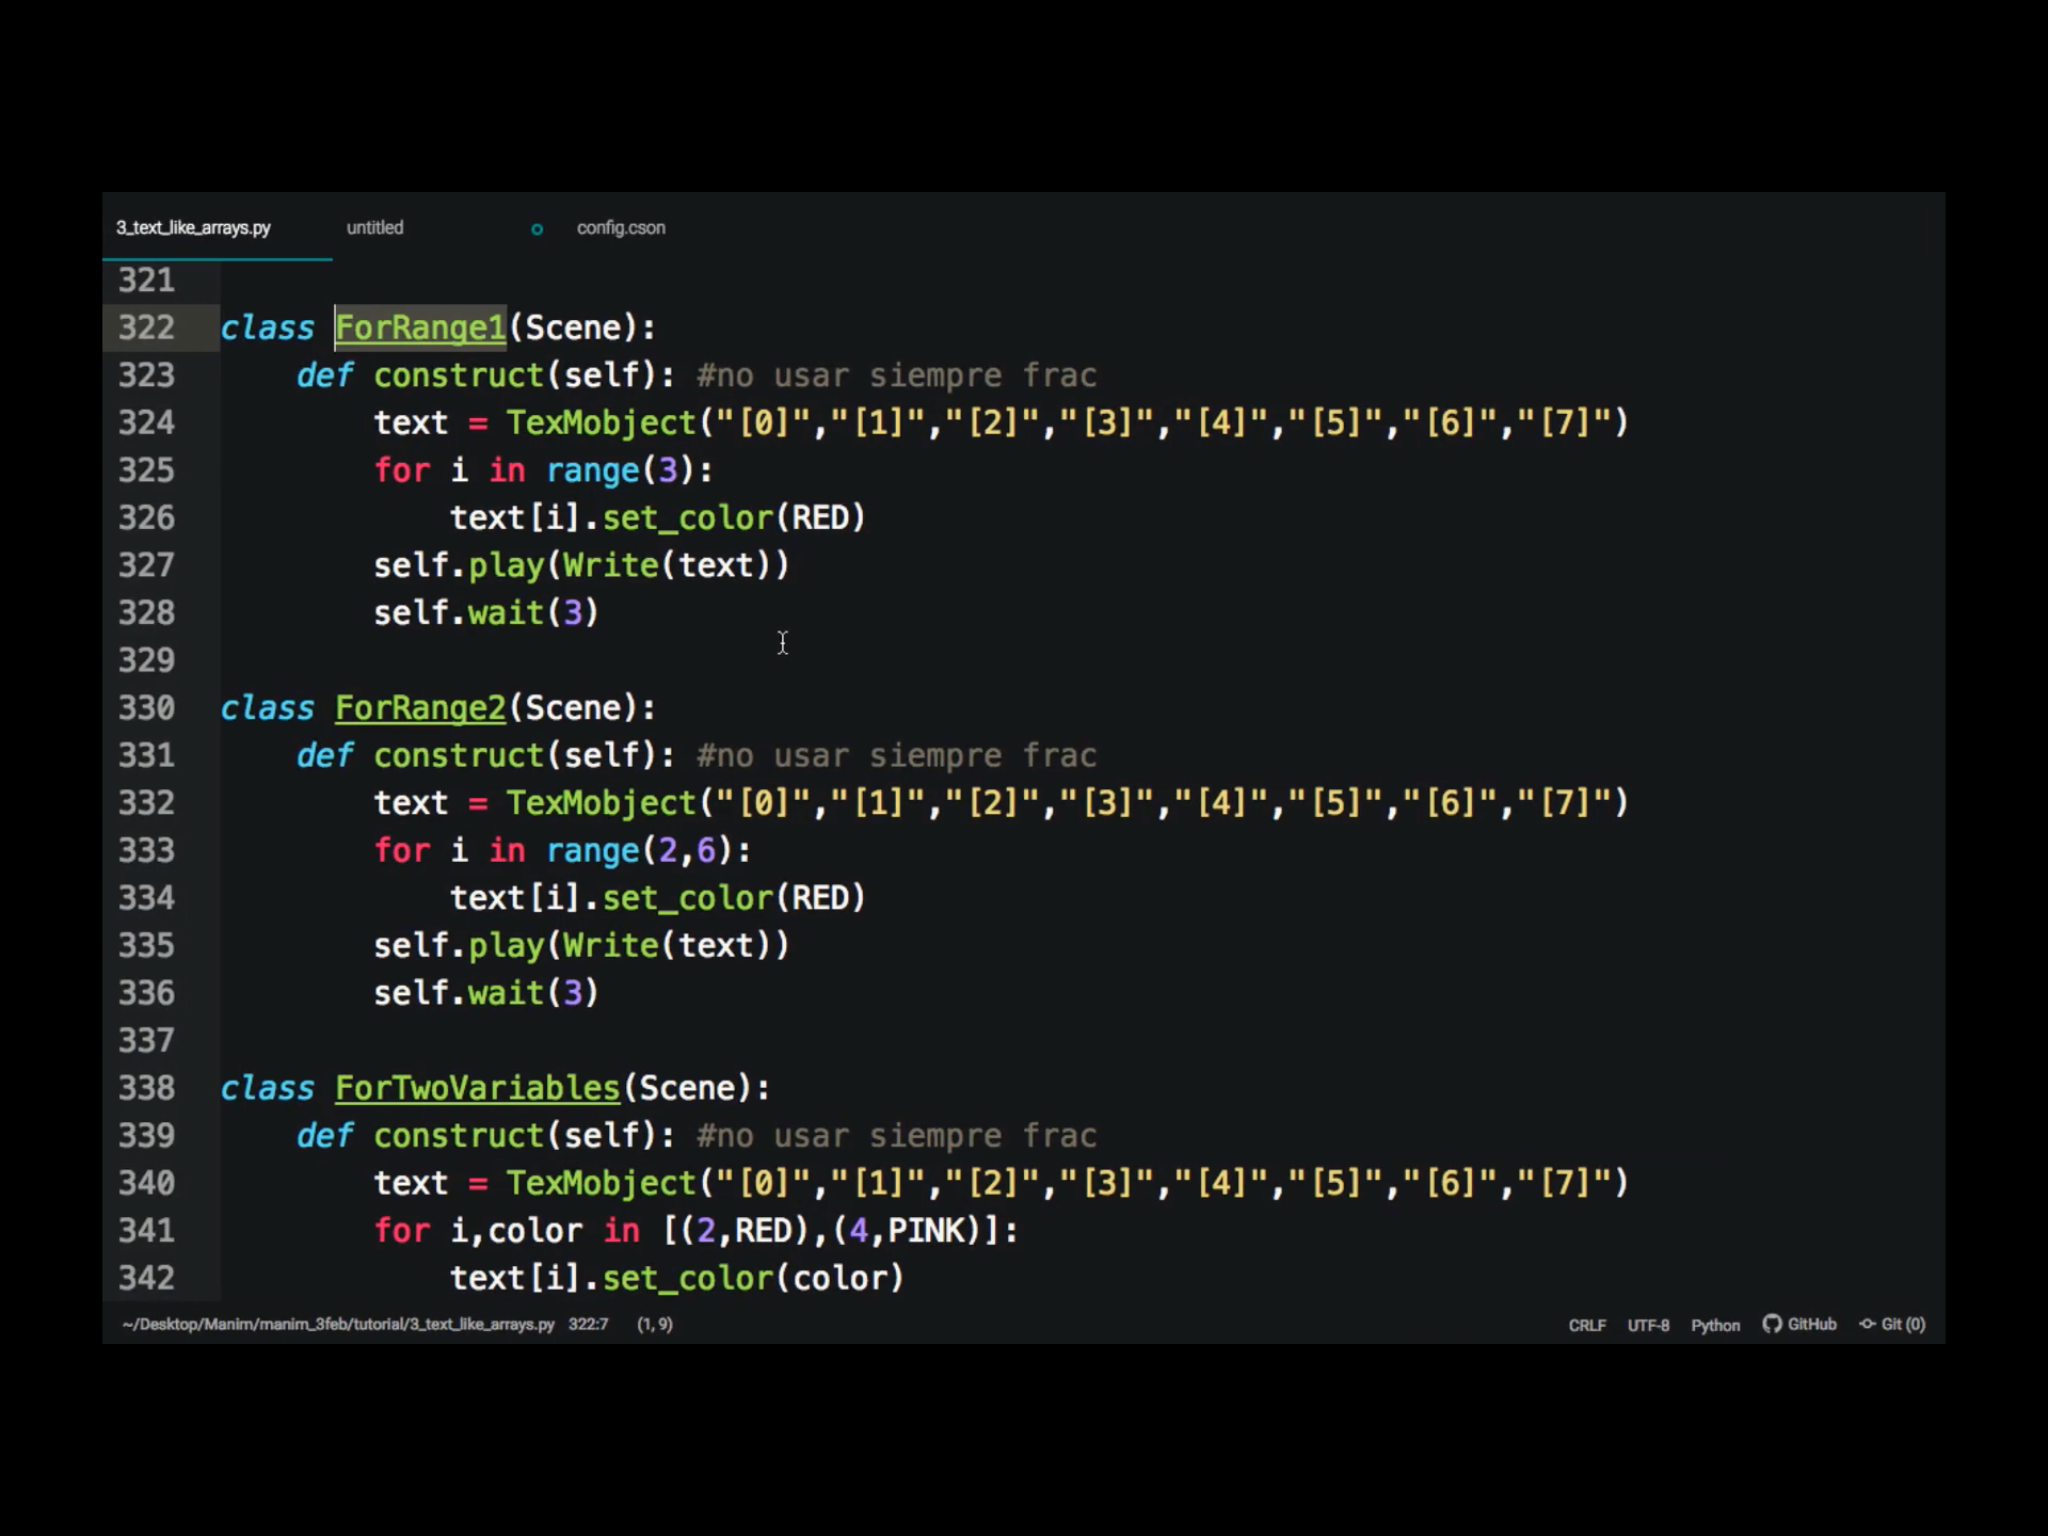 3_text_like_arrays.py untitled config.cson
321
322 class ForRange1(Scene):
323 def construct(self): #no usar siempre frac
324 text = TexMobject("[0]","[1]","[2]","[3]","[4]","[5]","[6]","[7]")
325 for i in range(3):
326 text[i].set_color(RED)
327 self.play(Write(text))
328 self.wait(3)
329
330 class ForRange2(Scene):
331 def construct(self): #no usar siempre frac
332 text = TexMobject("[0]","[1]","[2]","[3]","[4]","[5]","[6]","[7]")
333 for i in range(2,6):
334 text[i].set_color(RED)
335 self.play(Write(text))
336 self.wait(3)
337
338 class ForTwoVariables(Scene):
339 def construct(self): #no usar siempre frac
340 text = TexMobject("[0]","[1]","[2]","[3]","[4]","[5]","[6]","[7]")
341 for i,color in [(2,RED),(4,PINK)]:
342 text[i].set_color(color)
~/Desktop/Manim/manim_3feb/tutorial/3_text_like_arrays.py 322:7 (1, 9) CRLF UTF-8 Python GitHub Git (0)